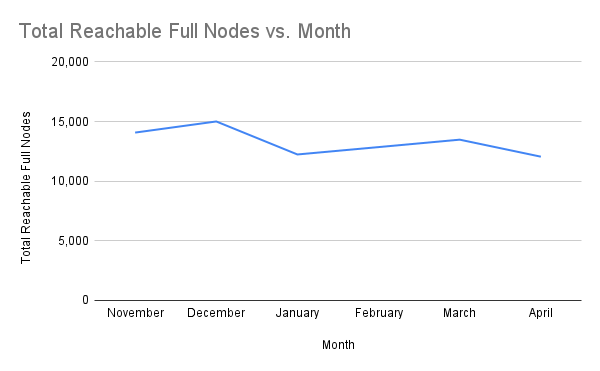 Total Reachable Full Nodes vs. Month
20,000
15,000
10,000
5,000
0
Total Reachable Full Nodes
November December January February March April
Month